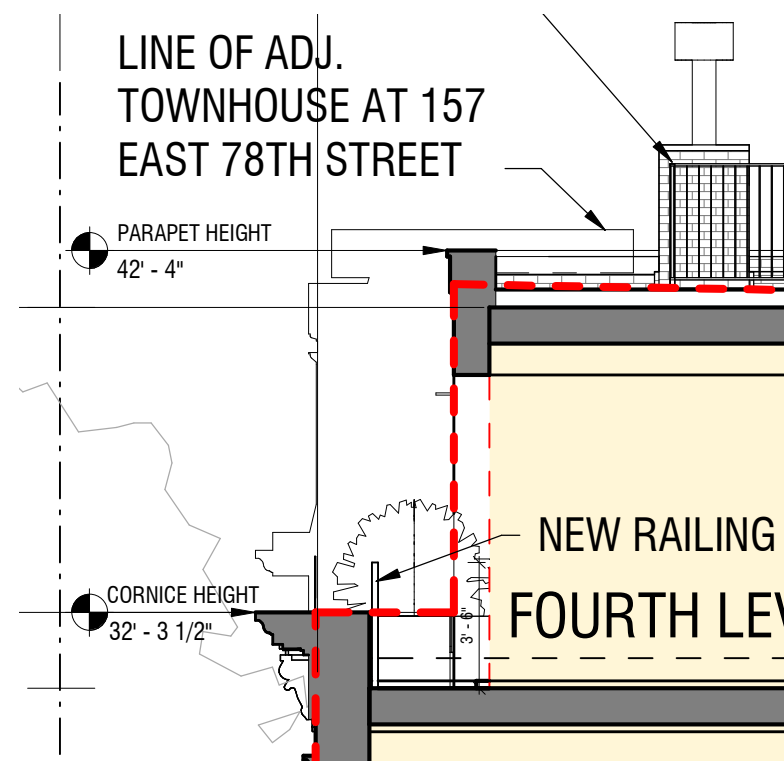 LINE OF ADJ.
TOWNHOUSE AT 157
EAST 78TH STREET
PARAPET HEIGHT
42' - 4"
NEW RAILING
CORNICE HEIGHT
32' - 3 1/2"
3' - 6"
FOURTH LEV